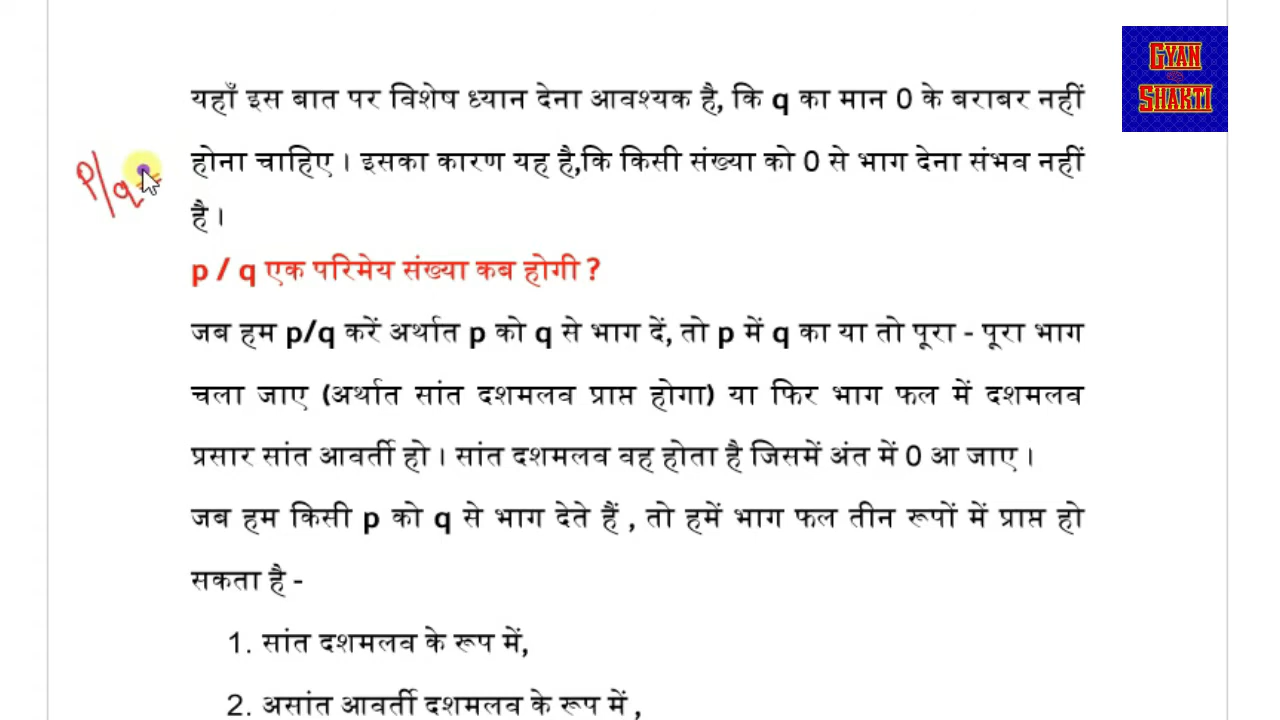 GYAN
SHAKTI
यहाँ इस बात पर विशेष ध्यान देना आवश्यक है, कि q का मान 0 के बराबर नहीं
होना चाहिए । इसका कारण यह है,कि किसी संख्या को 0 से भाग देना संभव नहीं
है ।
p/q
p / q एक परिमेय संख्या कब होगी ?
जब हम p/q करें अर्थात p को q से भाग दें, तो p में q का या तो पूरा - पूरा भाग
चला जाए (अर्थात सांत दशमलव प्राप्त होगा) या फिर भाग फल में दशमलव
प्रसार सांत आवर्ती हो । सांत दशमलव वह होता है जिसमें अंत में 0 आ जाए ।
जब हम किसी p को q से भाग देते हैं , तो हमें भाग फल तीन रूपों में प्राप्त हो
सकता है -
1. सांत दशमलव के रूप में,
2. असांत आवर्ती दशमलव के रूप में ,